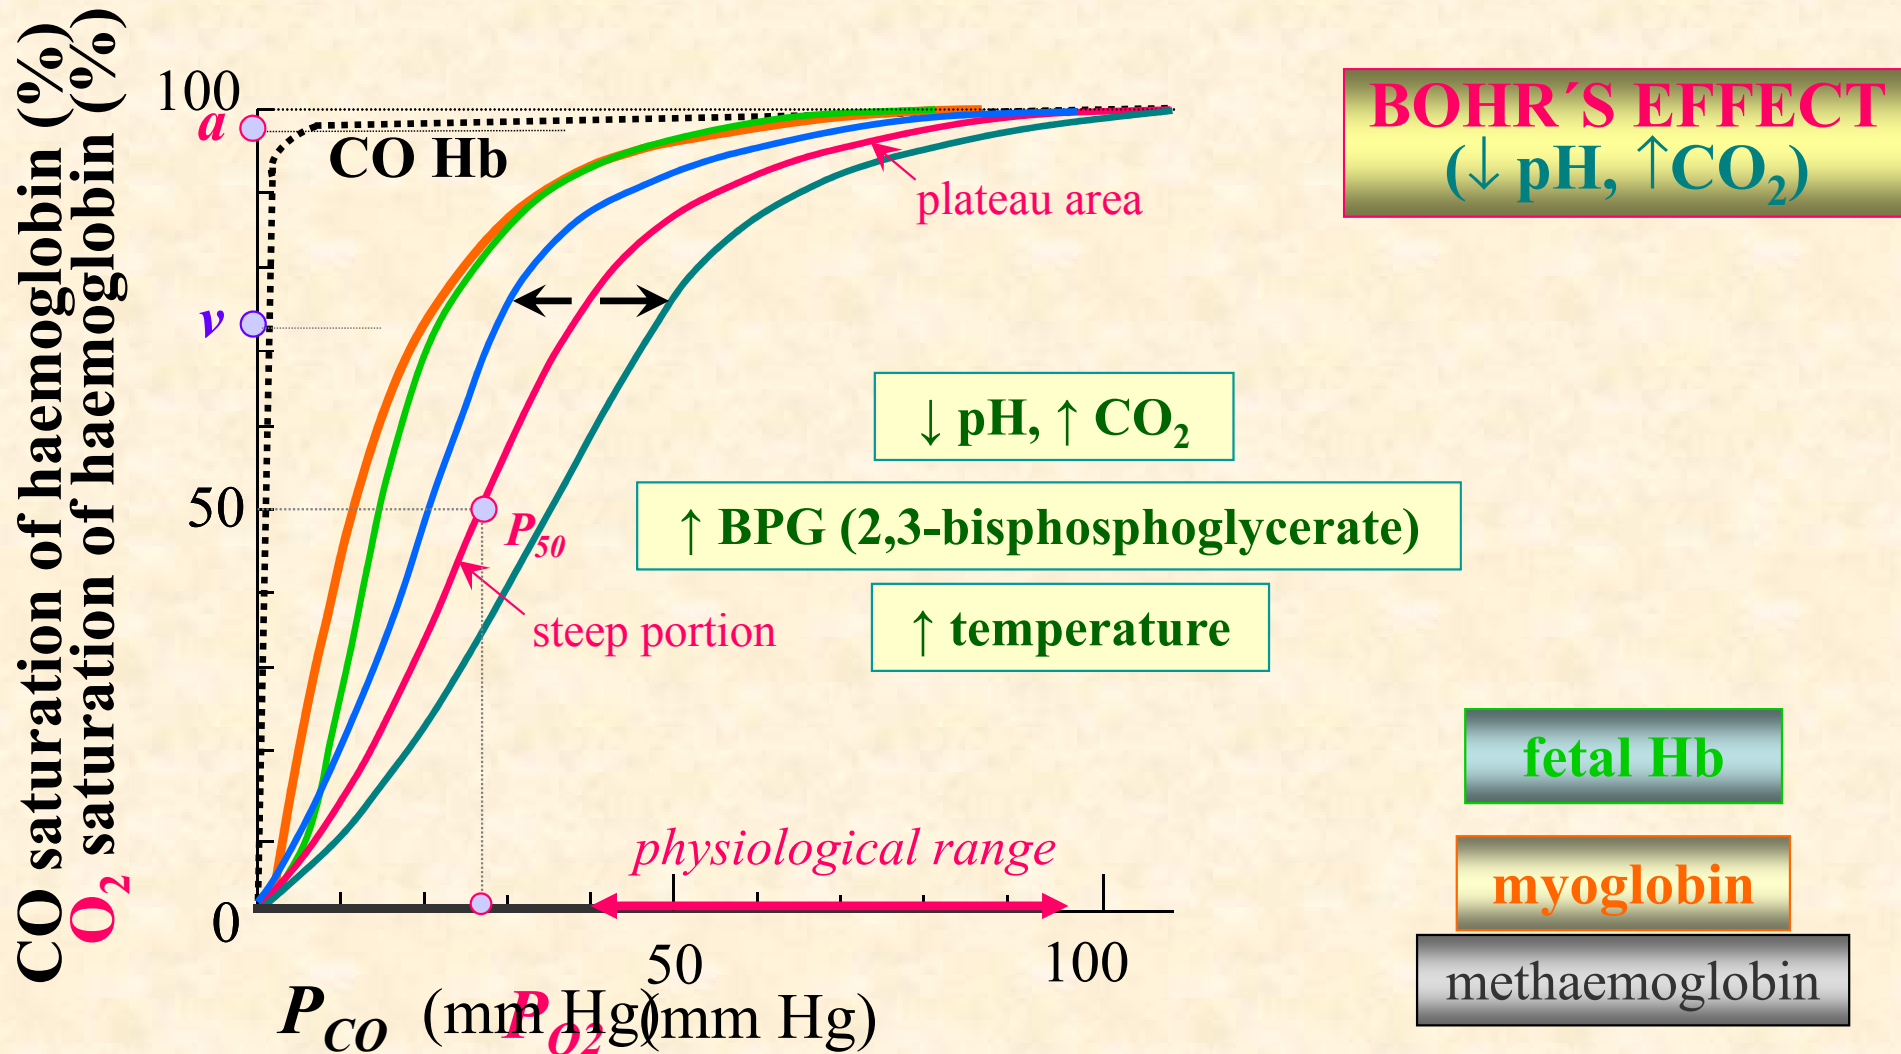 CO saturation of haemoglobin (%)
O₂ saturation of haemoglobin (%)
100
a
CO Hb
plateau area
v
50
P₅₀
steep portion
physiological range
0
50
100
P_CO (mm Hg)
P_O2 (mm Hg)
BOHR´S EFFECT
(↓ pH, ↑CO₂)
↓ pH, ↑ CO₂
↑ BPG (2,3-bisphosphoglycerate)
↑ temperature
fetal Hb
myoglobin
methaemoglobin